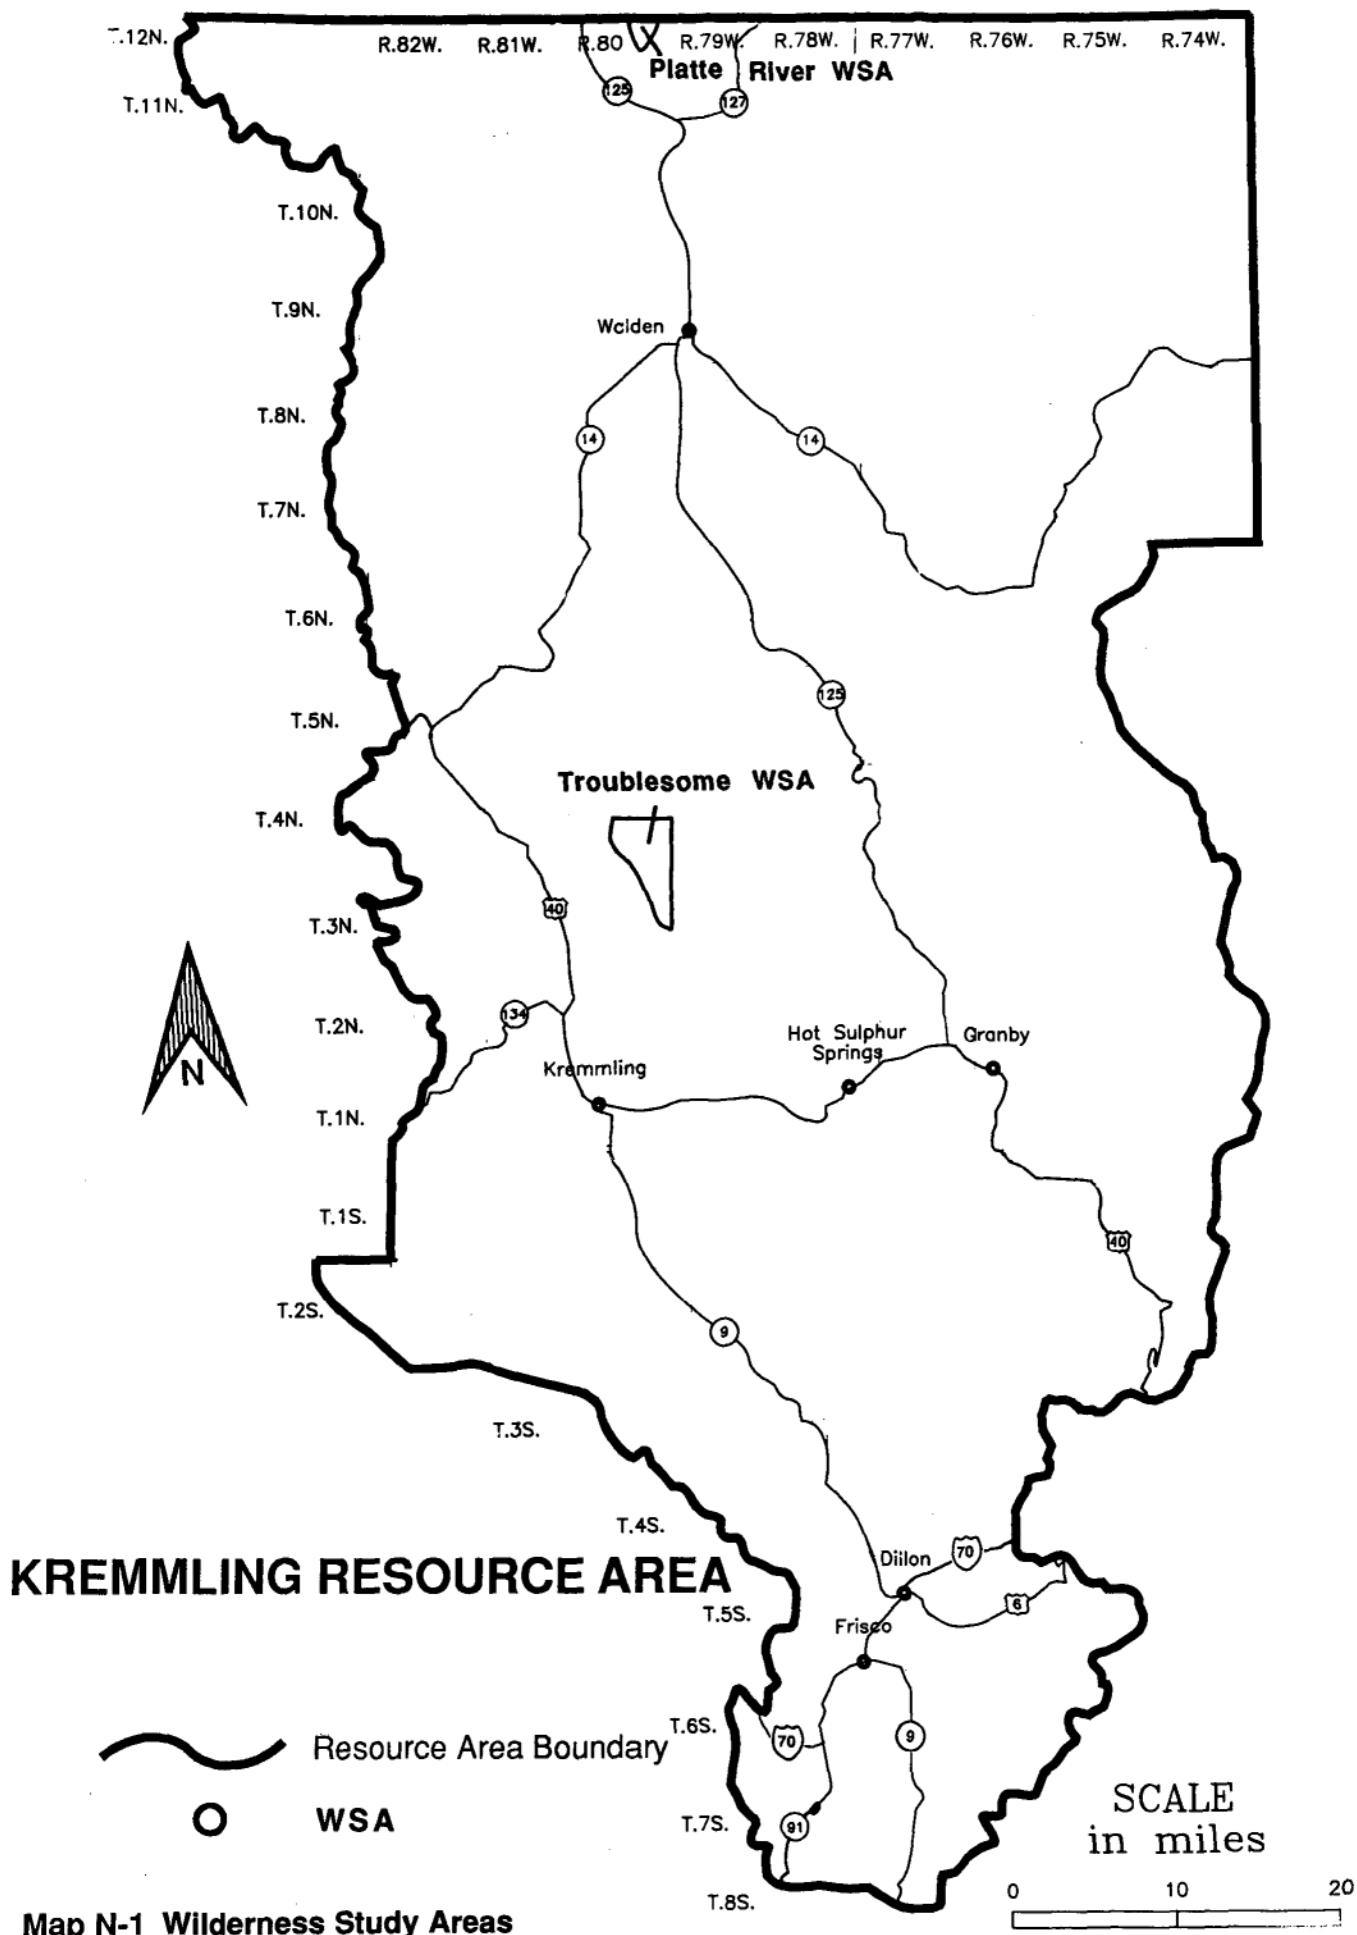 T.12N.
R.82W. R.81W. R.80 R.79W. R.78W. R.77W. R.76W. R.75W. R.74W.
Platte River WSA
125
127
T.11N.
T.10N.
T.9N.
Wclden
T.8N.
14
14
T.7N.
T.6N.
125
T.5N.
Troublesome WSA
T.4N.
40
T.3N.
134
T.2N.
Hot Sulphur
Springs
Granby
Kremmling
N
T.1N.
T.1S.
40
T.2S.
9
T.3S.
T.4S.
Diilon
70
KREMMLING RESOURCE AREA
T.5S.
6
Frisco
T.6S.
70
9
Resource Area Boundary
WSA
T.7S.
91
SCALE
in miles
0 10 20
T.8S.
Map N-1 Wilderness Study Areas